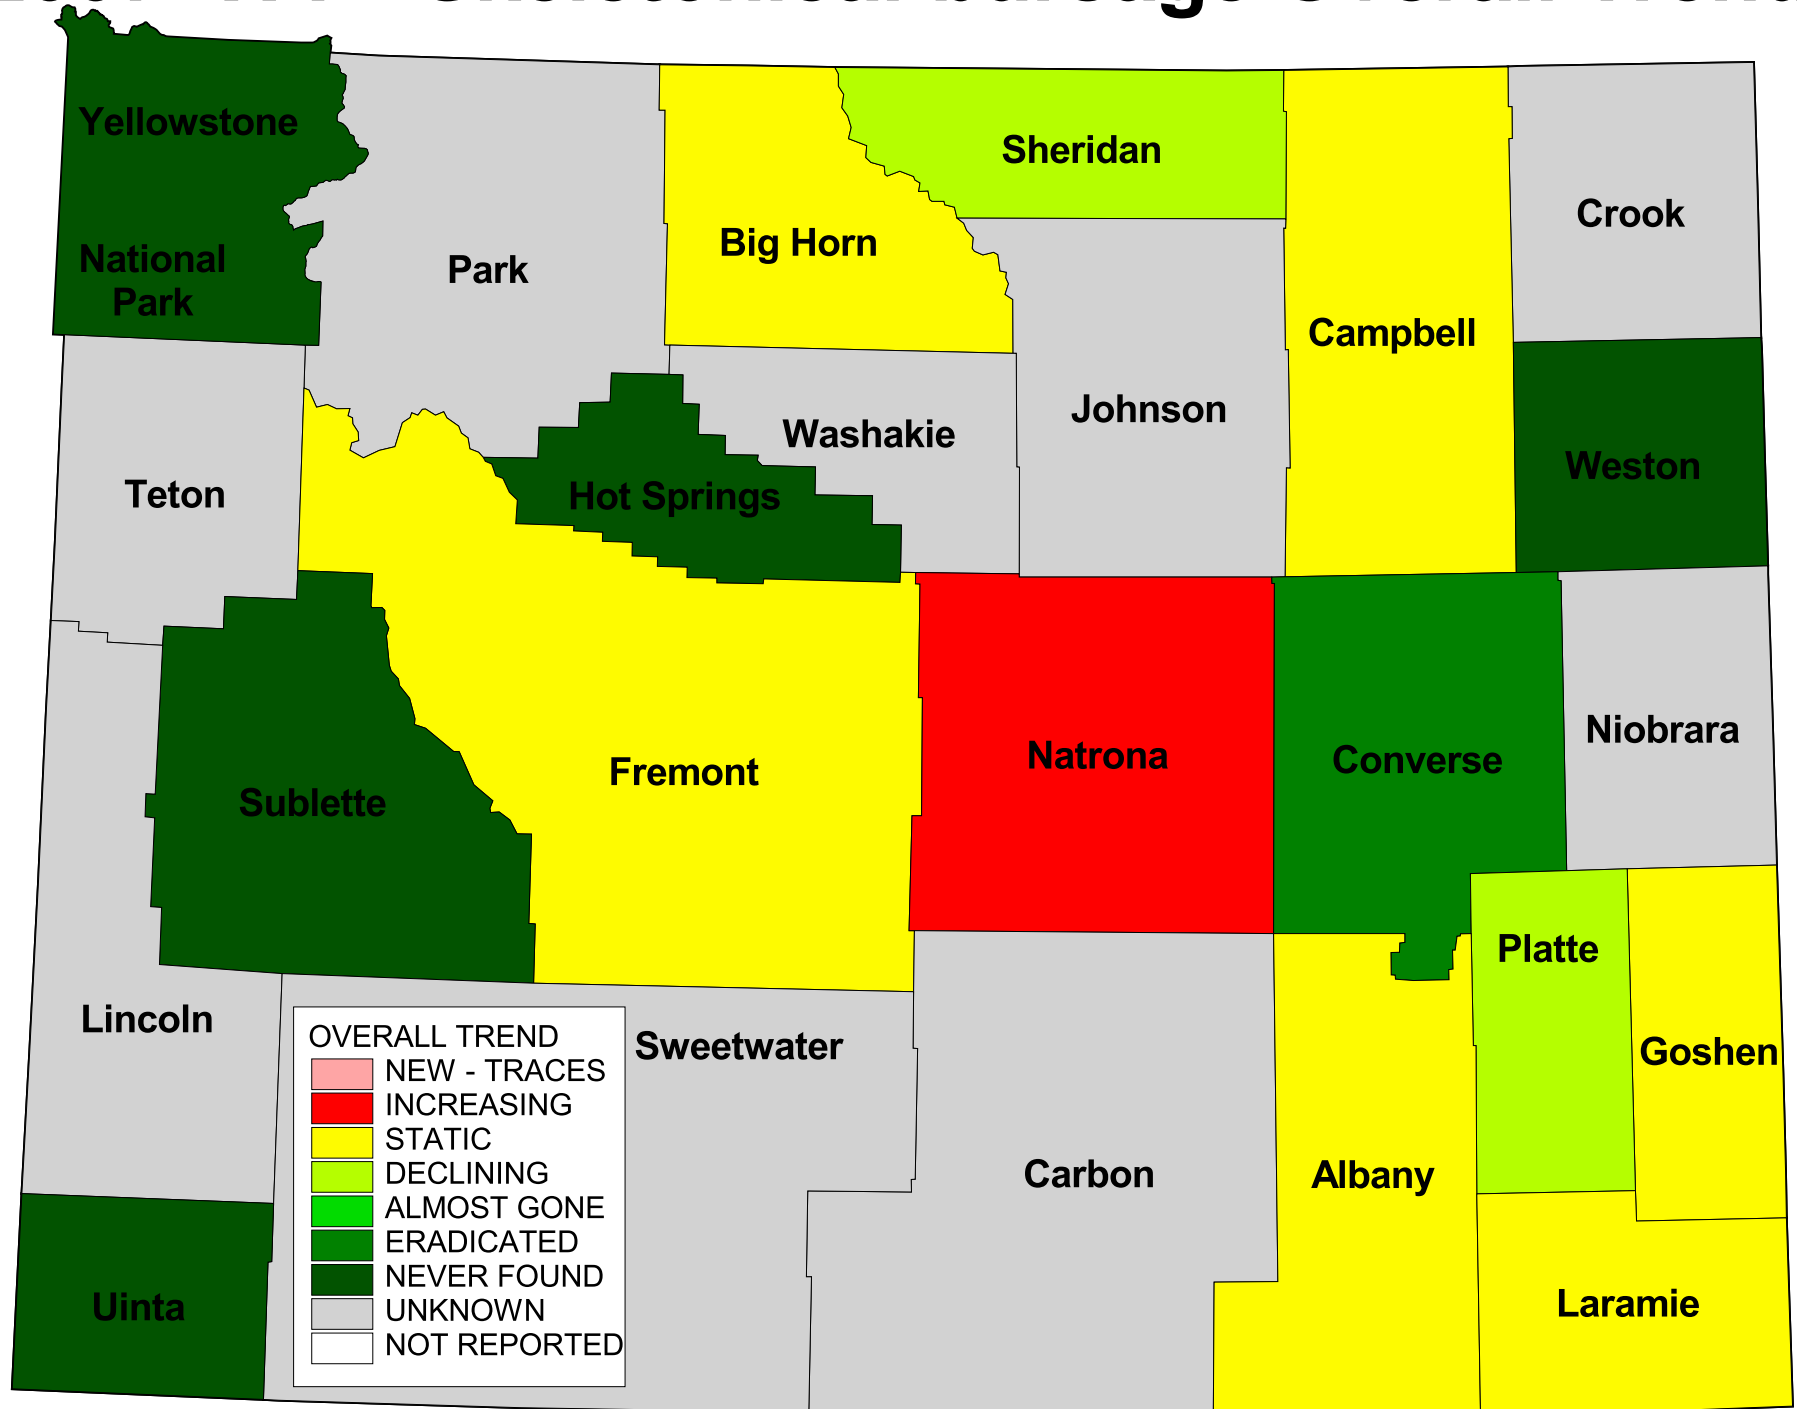 Yellowstone
National
Park
Park
Big Horn
Sheridan
Campbell
Crook
Johnson
Washakie
Hot Springs
Weston
Teton
Fremont
Natrona
Converse
Niobrara
Sublette
Lincoln
Sweetwater
Carbon
Albany
Platte
Goshen
Laramie
Uinta
OVERALL TREND
NEW - TRACES
INCREASING
STATIC
DECLINING
ALMOST GONE
ERADICATED
NEVER FOUND
UNKNOWN
NOT REPORTED